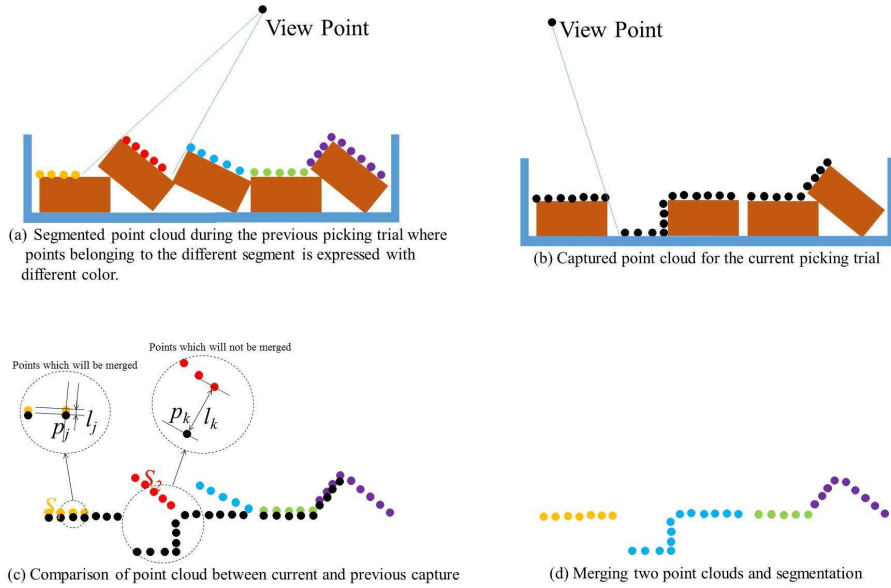 View Point
View Point
(a) Segmented point cloud during the previous picking trial where
points belonging to the different segment is expressed with
different color.
(b) Captured point cloud for the current picking trial
Points which will be merged
Points which will not be merged
p_j l_j
p_k l_k
S
S_2
(c) Comparison of point cloud between current and previous capture
(d) Merging two point clouds and segmentation